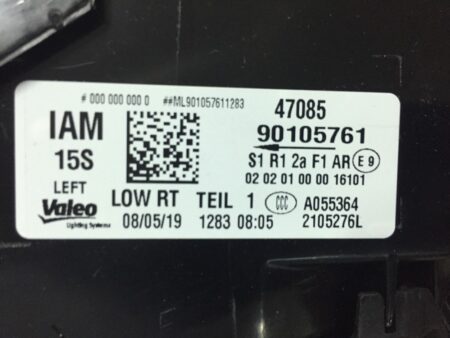 # 000 000 000 0 ##ML901057611283
IAM 47085
90105761
15S S1 R1 2a F1 AR E 9
LEFT 02 02 01 00 00 16101
Valeo LOW RT TEIL 1 CCC A055364
Lighting Systems 08/05/19 1283 08:05 2105276L